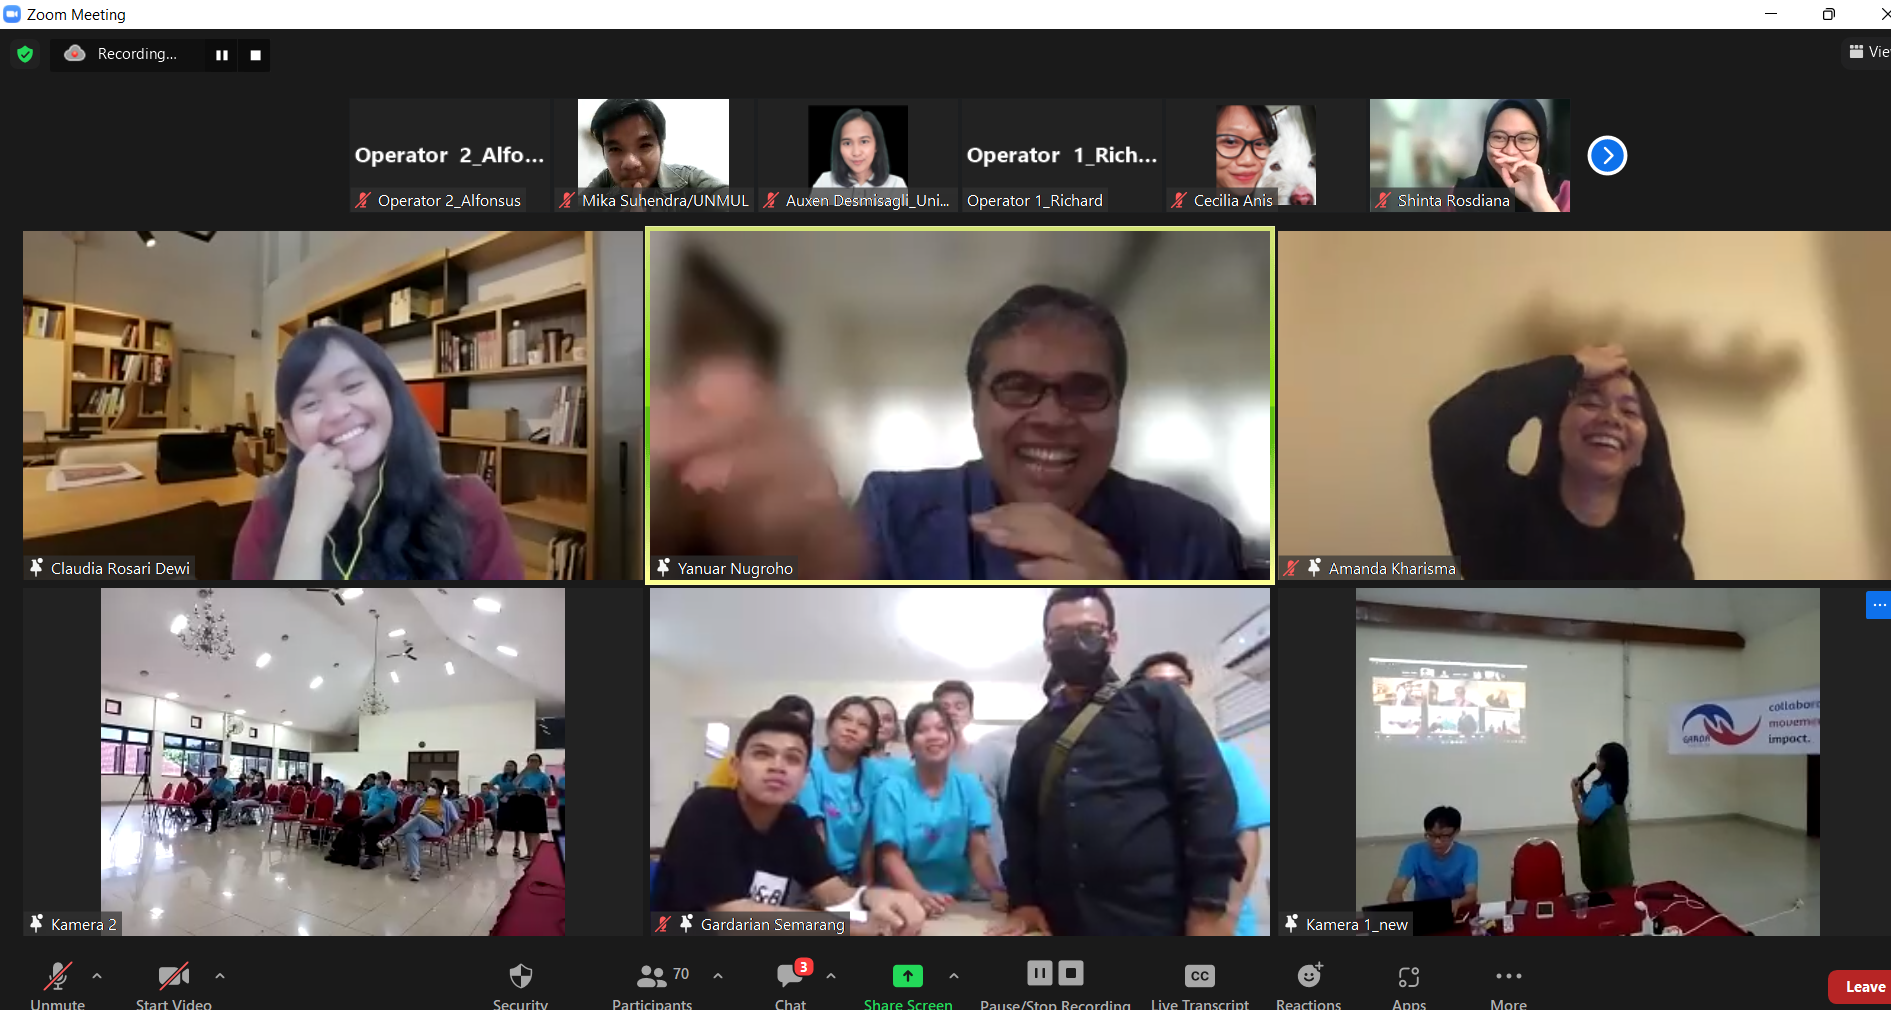 Zoom Meeting
Recording...
Operator 2_Alfo...
Operator 1_Rich...
Operator 2_Alfonsus
Mika Suhendra/UNMUL
Auxen Desmisagli_Uni...
Operator 1_Richard
Cecilia Anis
Shinta Rosdiana
Claudia Rosari Dewi
Yanuar Nugroho
Amanda Kharisma
collabor
movem
impact.
GARDA
Kamera 2
Gardarian Semarang
Kamera 1_new
70
3
CC
Unmute
Start Video
Security
Participants
Chat
Share Screen
Pause/Stop Recording
Live Transcript
Reactions
Apps
More
Leave